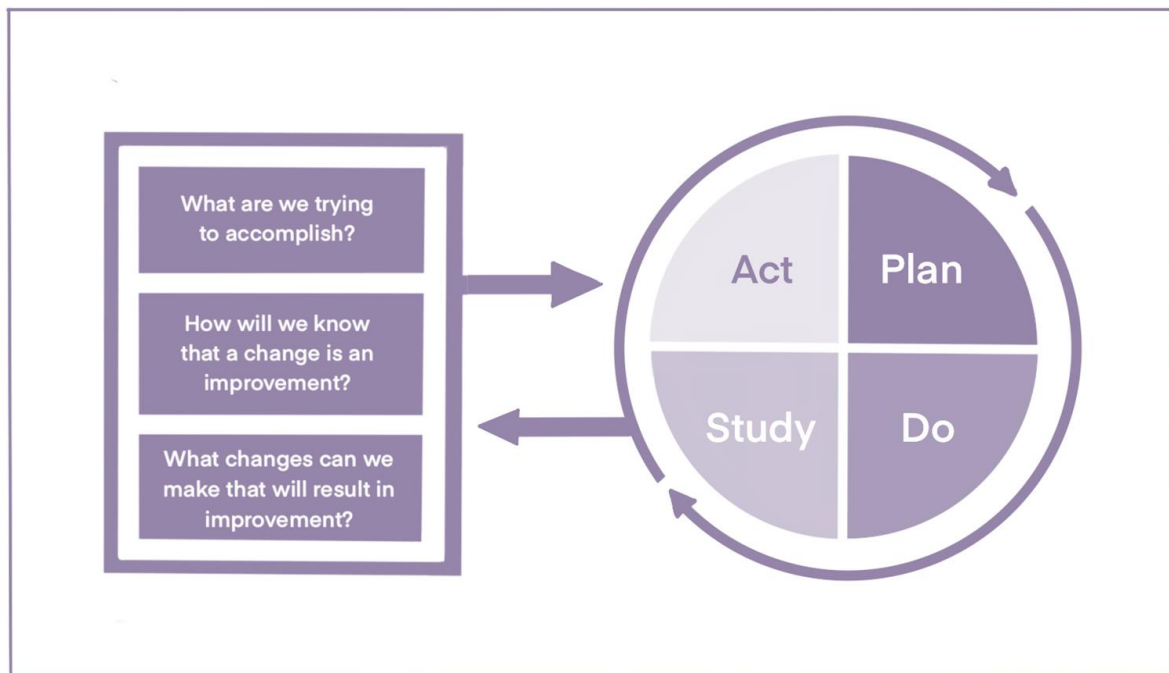 What are we trying
to accomplish?
How will we know
that a change is an
improvement?
What changes can we
make that will result in
improvement?
Act
Plan
Study
Do